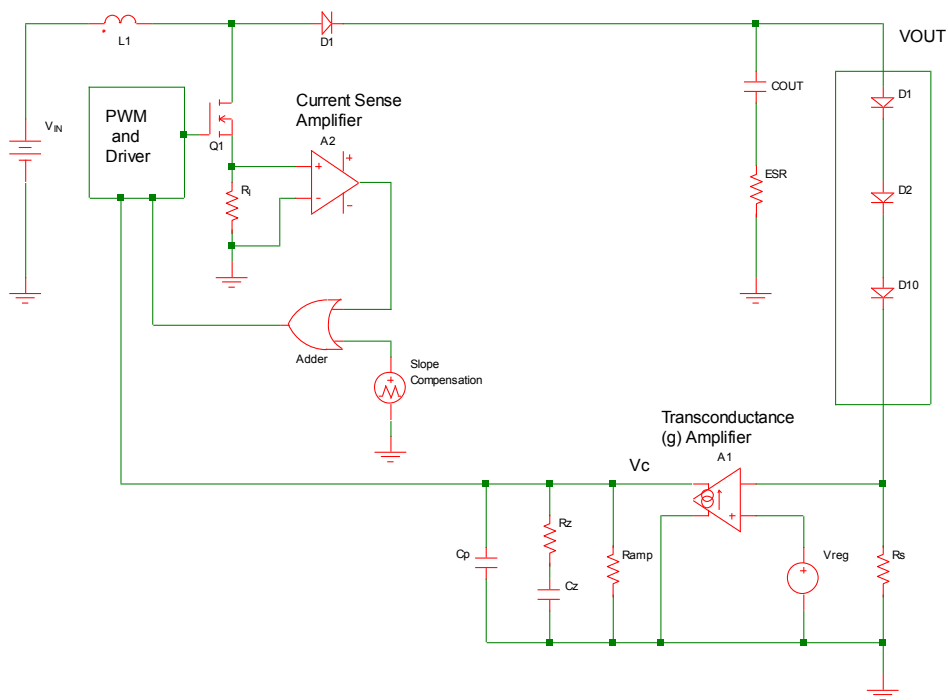 VOUT
L1
D1
COUT
D1
PWM
and
Driver
Current Sense
Amplifier
A2
VIN
Q1
+
-
+
-
Ri
ESR
D2
D10
Adder
Slope
Compensation
+
Transconductance
(g) Amplifier
A1
Vc
+
Rz
Cp
Ramp
Cz
Vreg
+
Rs